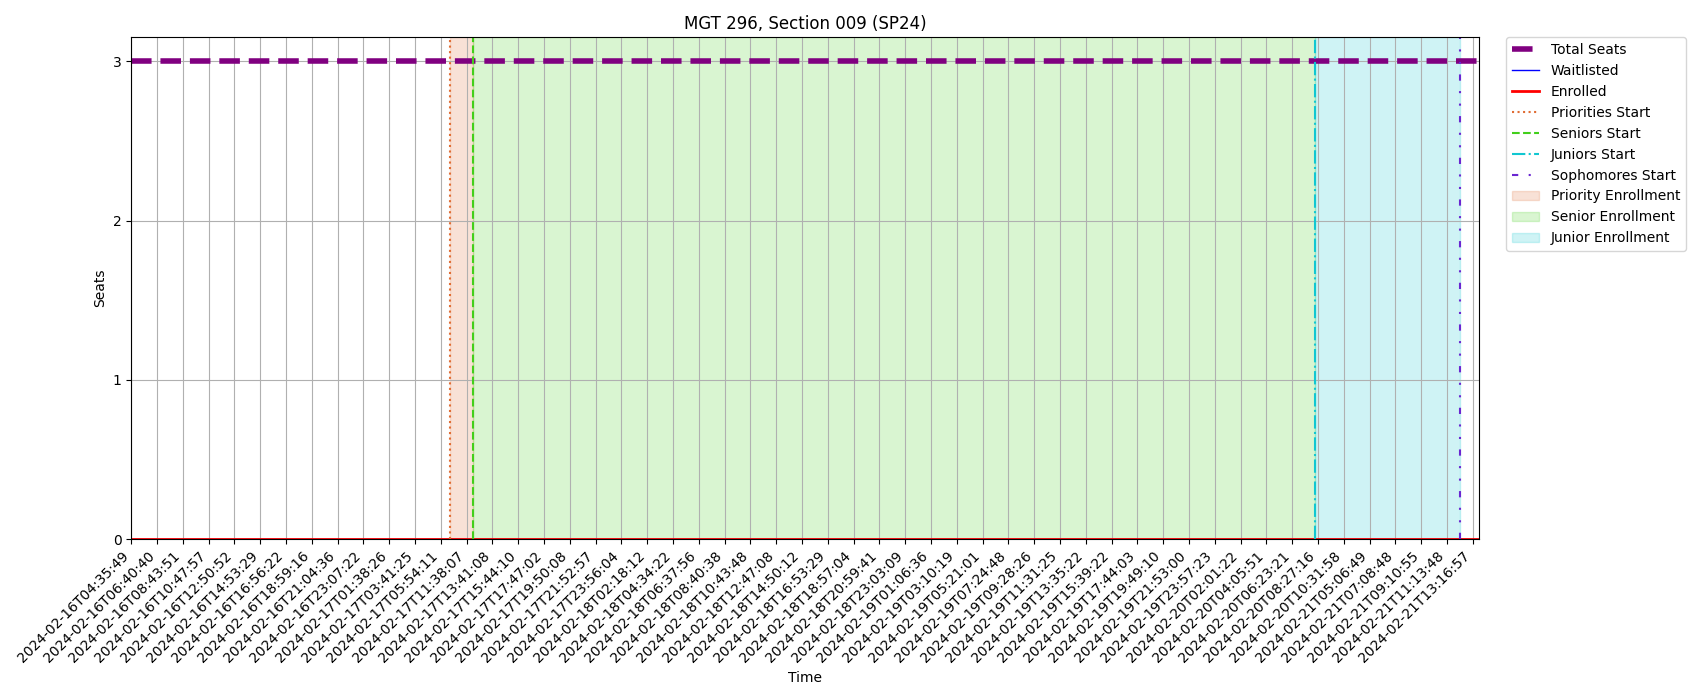 MGT 296, Section 009 (SP24)
Total Seats
Waitlisted
Enrolled
Priorities Start
Seniors Start
Juniors Start
Sophomores Start
Priority Enrollment
Senior Enrollment
Junior Enrollment
Seats
3
2
1
0
2024-02-16T04:35:49
2024-02-16T06:40:40
2024-02-16T08:43:51
2024-02-16T10:47:57
2024-02-16T12:50:52
2024-02-16T14:53:29
2024-02-16T16:56:22
2024-02-16T18:59:16
2024-02-16T21:04:36
2024-02-16T23:07:22
2024-02-17T01:38:26
2024-02-17T03:41:25
2024-02-17T05:54:11
2024-02-17T11:38:07
2024-02-17T13:41:08
2024-02-17T15:44:10
2024-02-17T17:47:02
2024-02-17T19:50:08
2024-02-17T21:52:57
2024-02-17T23:56:04
2024-02-18T02:18:12
2024-02-18T04:34:22
2024-02-18T06:37:56
2024-02-18T08:40:38
2024-02-18T10:43:48
2024-02-18T12:47:08
2024-02-18T14:50:12
2024-02-18T16:53:29
2024-02-18T18:57:04
2024-02-18T20:59:41
2024-02-18T23:03:09
2024-02-19T01:06:36
2024-02-19T03:10:19
2024-02-19T05:21:01
2024-02-19T07:24:48
2024-02-19T09:28:26
2024-02-19T11:31:25
2024-02-19T13:35:22
2024-02-19T15:39:22
2024-02-19T17:44:03
2024-02-19T19:49:10
2024-02-19T21:53:00
2024-02-19T23:57:23
2024-02-20T02:01:22
2024-02-20T04:05:51
2024-02-20T06:23:21
2024-02-20T08:27:16
2024-02-20T10:31:58
2024-02-21T05:06:49
2024-02-21T07:08:48
2024-02-21T09:10:55
2024-02-21T11:13:48
2024-02-21T13:16:57
Time